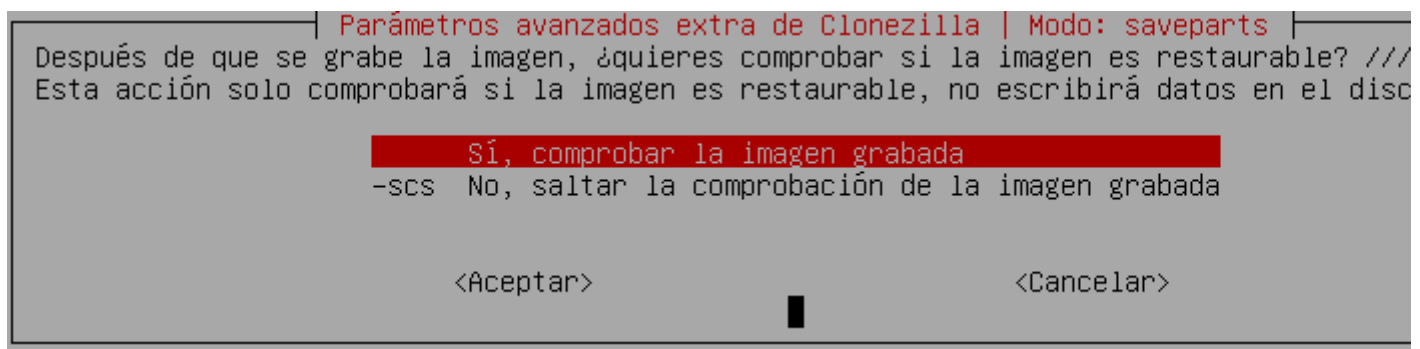 Parámetros avanzados extra de Clonezilla | Modo: saveparts
Después de que se grabe la imagen, ¿quieres comprobar si la imagen es restaurable? ///
Esta acción solo comprobará si la imagen es restaurable, no escribirá datos en el disc
Sí, comprobar la imagen grabada
-scs No, saltar la comprobación de la imagen grabada
<Aceptar> <Cancelar>